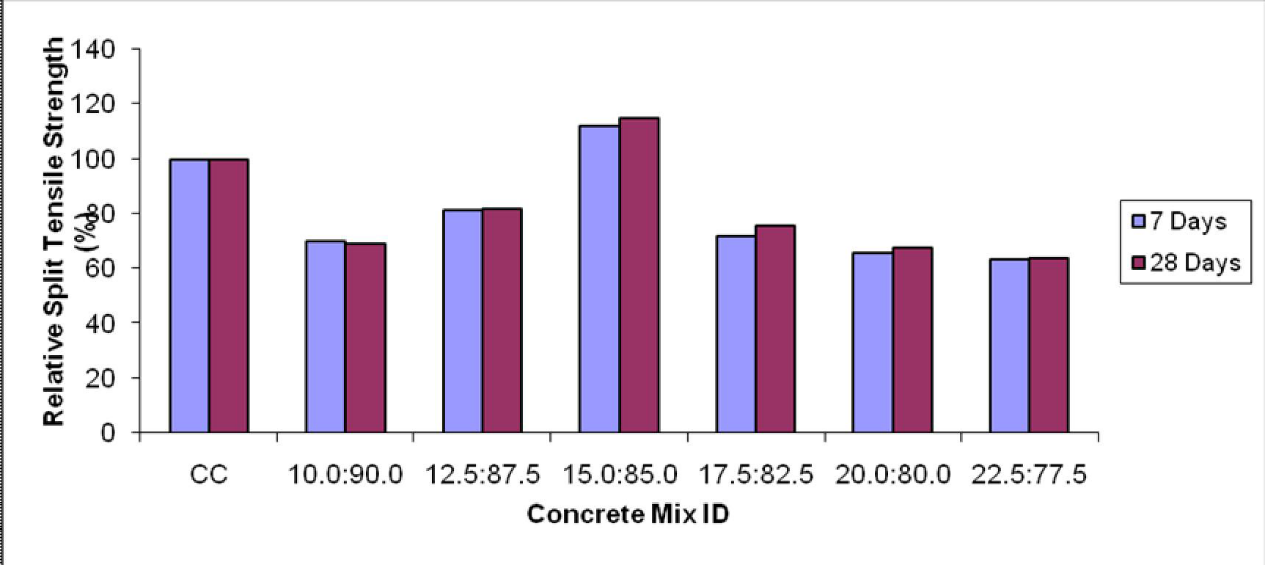 Relative Split Tensile Strength
(%)
140
120
100
80
60
40
20
0
CC 10.0:90.0 12.5:87.5 15.0:85.0 17.5:82.5 20.0:80.0 22.5:77.5
Concrete Mix ID
7 Days
28 Days